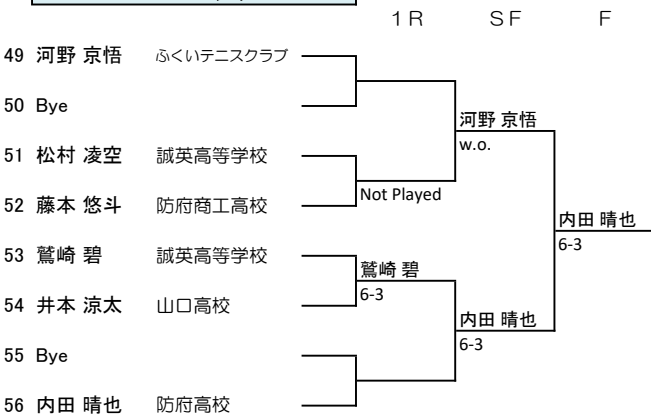 1R SF F
49 河野 京悟 ふくいテニスクラブ
50 Bye
河野 京悟
51 松村 凌空 誠英高等学校
w.o.
52 藤本 悠斗 防府商工高校
Not Played
内田 晴也
53 鷲崎 碧 誠英高等学校
6-3
鷲崎 碧
54 井本 涼太 山口高校
6-3
内田 晴也
55 Bye
6-3
56 内田 晴也 防府高校